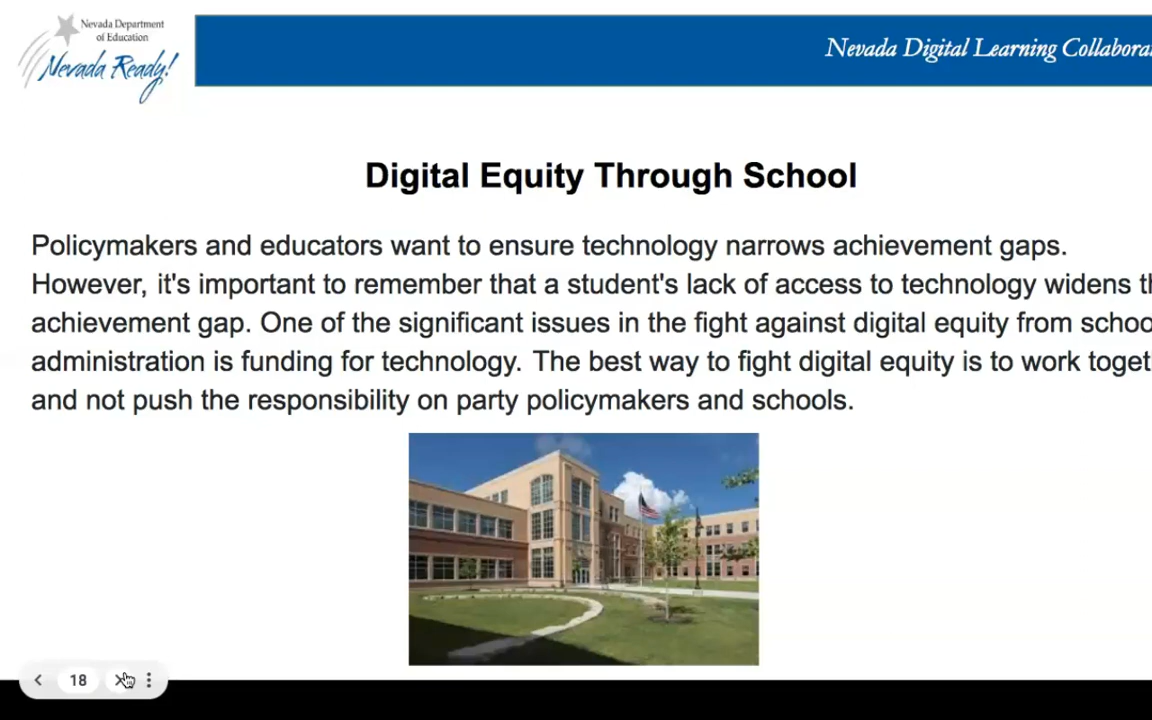 Nevada Department
of Education
Nevada Ready!
Nevada Digital Learning Collabora
Digital Equity Through School
Policymakers and educators want to ensure technology narrows achievement gaps.
However, it's important to remember that a student's lack of access to technology widens th
achievement gap. One of the significant issues in the fight against digital equity from schoo
administration is funding for technology. The best way to fight digital equity is to work toget
and not push the responsibility on party policymakers and schools.
18